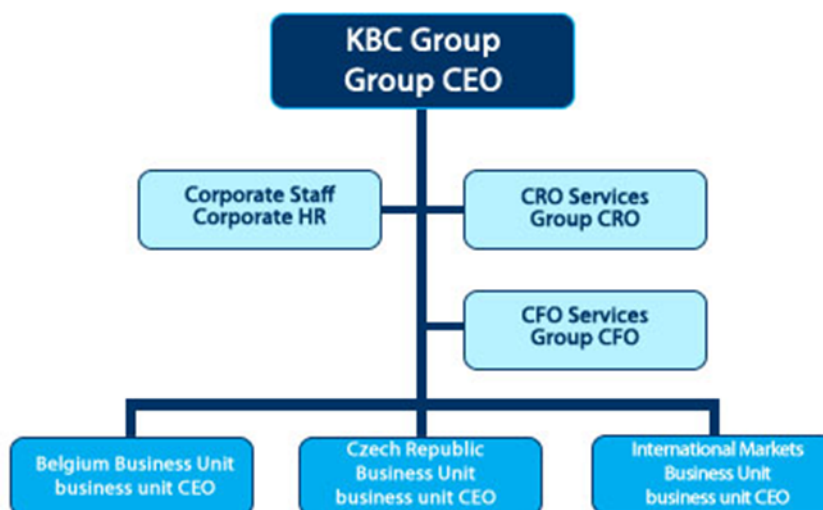 KBC Group
Group CEO
Corporate Staff
Corporate HR
CRO Services
Group CRO
CFO Services
Group CFO
Belgium Business Unit
business unit CEO
Czech Republic
Business Unit
business unit CEO
International Markets
Business Unit
business unit CEO